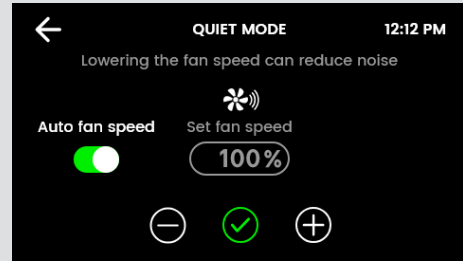 QUIET MODE 12:12 PM
Lowering the fan speed can reduce noise
Auto fan speed Set fan speed
100%